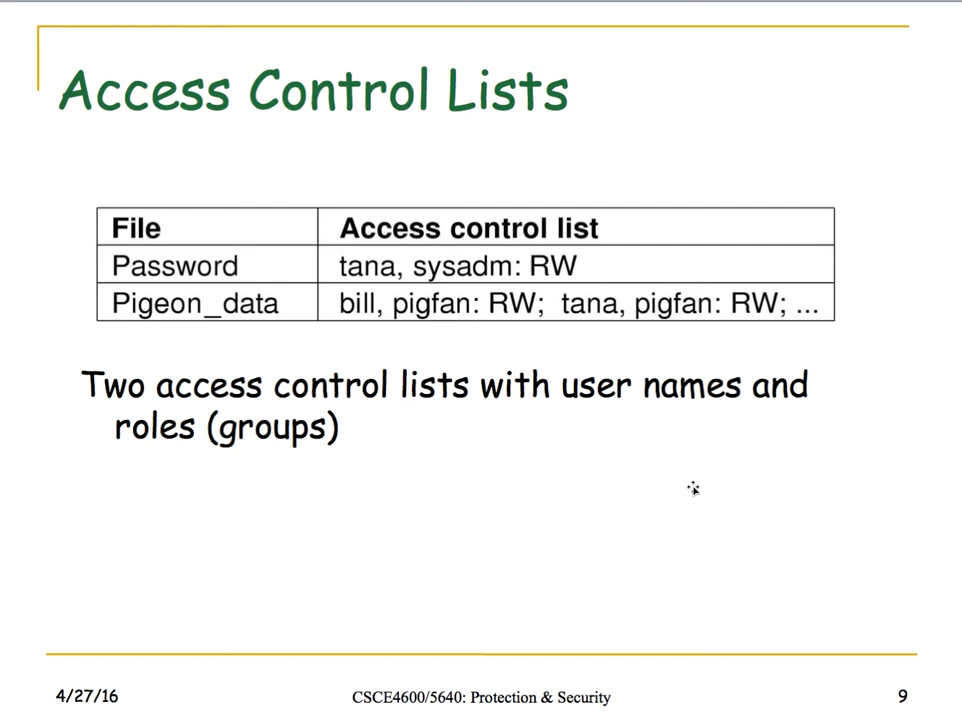 Access Control Lists
File Access control list
Password tana, sysadm: RW
Pigeon_data bill, pigfan: RW; tana, pigfan: RW; ...
Two access control lists with user names and
roles (groups)
4/27/16 CSCE4600/5640: Protection & Security 9